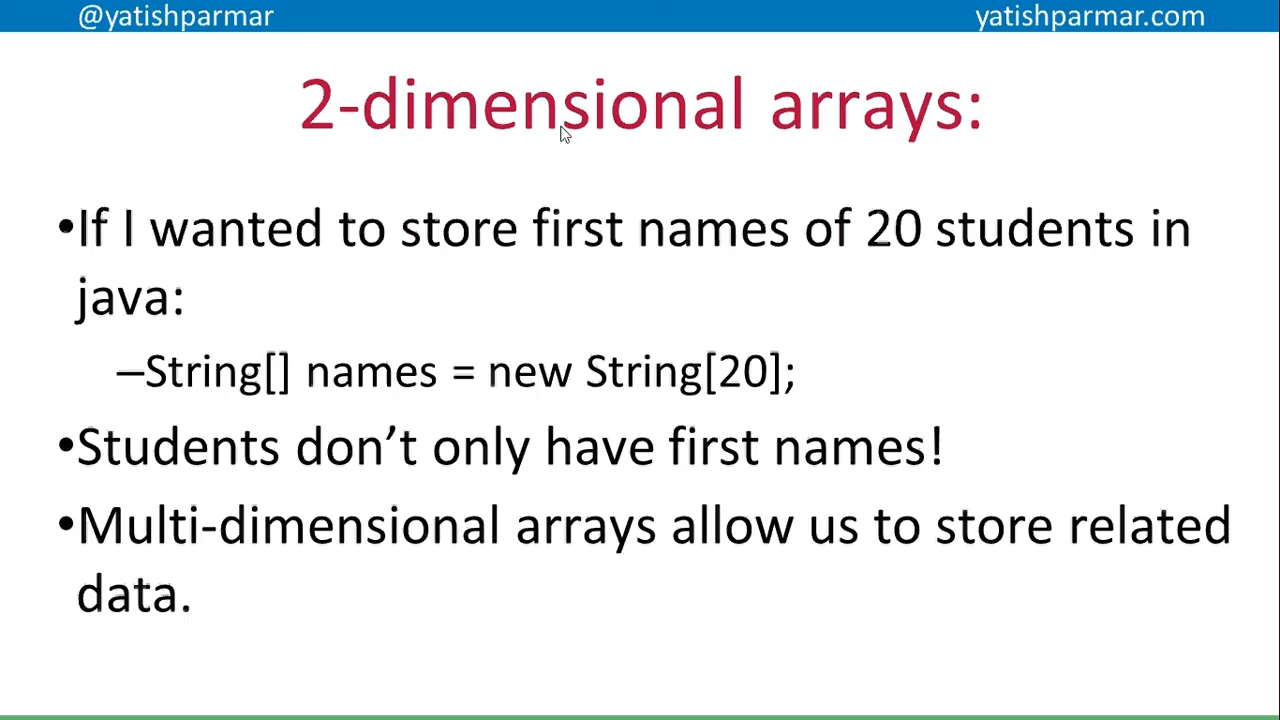 @yatishparmar
yatishparmar.com
2-dimensional arrays:
•If I wanted to store first names of 20 students in
java:
–String[] names = new String[20];
•Students don’t only have first names!
•Multi-dimensional arrays allow us to store related
data.